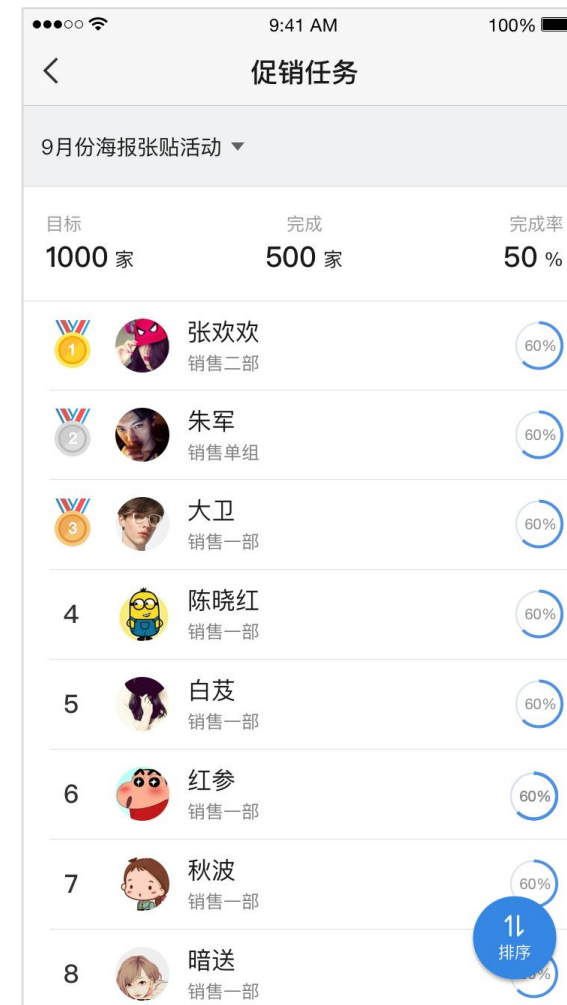 9:41 AM 100%
促销任务
9月份海报张贴活动
目标 完成 完成率
1000 家 500 家 50 %
1 张欢欢 60%
销售二部
2 朱军 60%
销售单组
3 大卫 60%
销售一部
4 陈晓红 60%
销售一部
5 白芨 60%
销售一部
6 红参 60%
销售一部
7 秋波 60%
销售一部
排序
8 暗送
销售一部